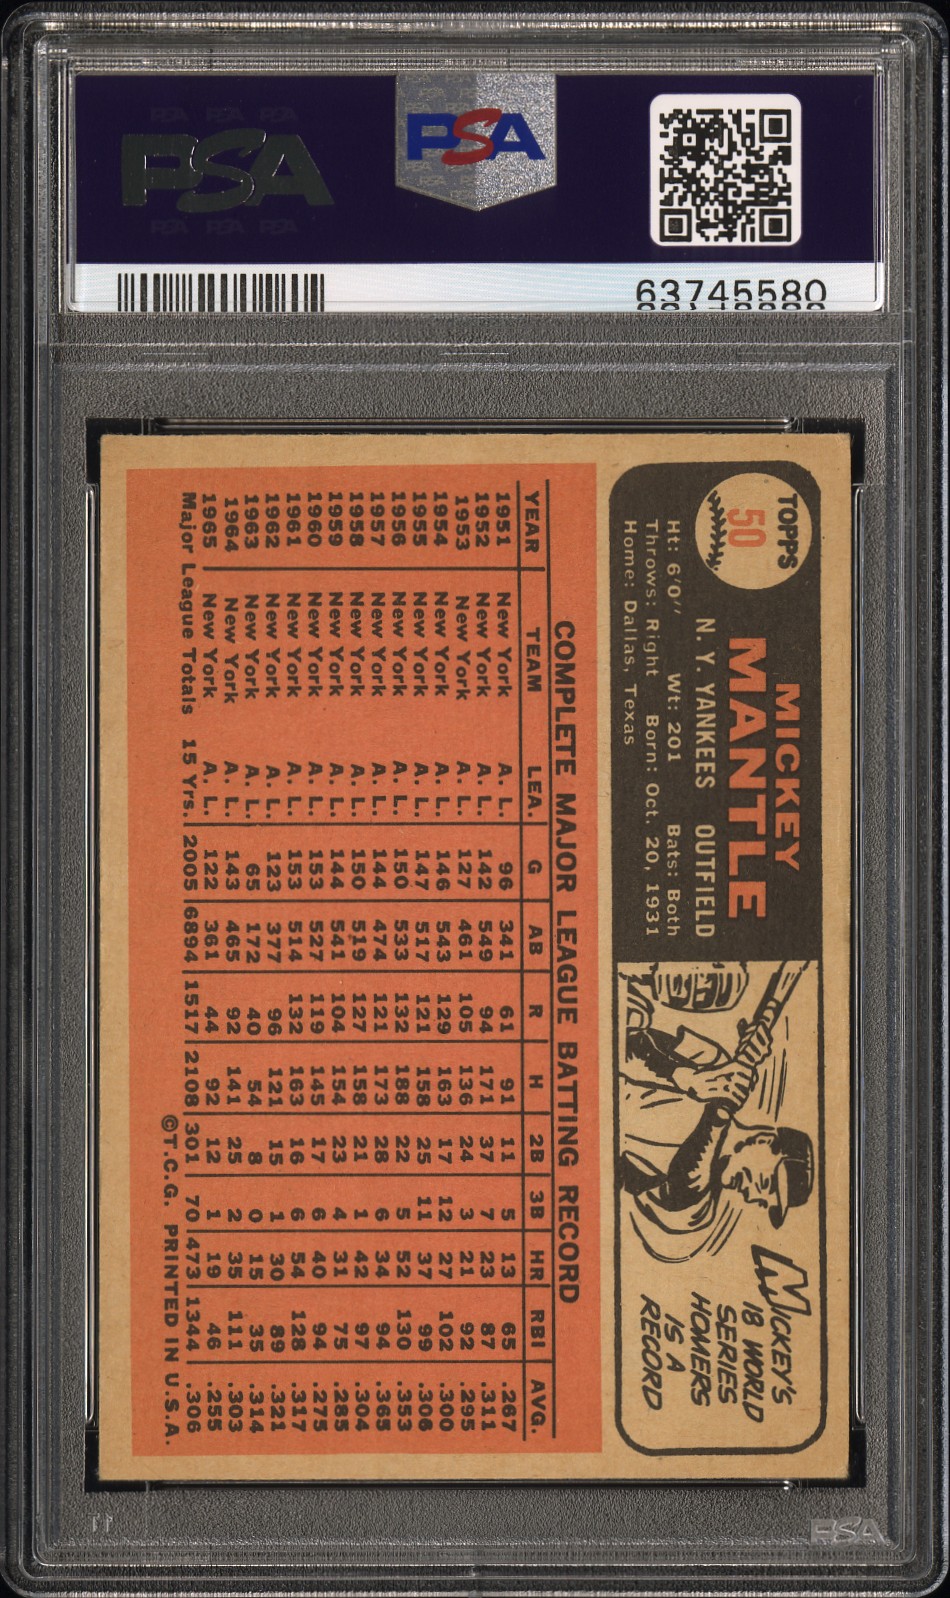 PSA
PSA
63745580
TOPPS
50
MICKEY
MANTLE
N. Y. YANKEES OUTFIELD
Ht: 6'0" Wt: 201 Bats: Both
Throws: Right Born: Oct. 20, 1931
Home: Dallas, Texas
MICKEY'S
18 WORLD
SERIES
HOMERS
IS A
RECORD
COMPLETE MAJOR LEAGUE BATTING RECORD
YEAR TEAM LEA. G AB R H 2B 3B HR RBI AVG.
1951 New York A. L. 96 341 61 91 11 5 13 65 .267
1952 New York A. L. 142 549 94 171 37 7 23 87 .311
1953 New York A. L. 127 461 105 136 24 3 21 92 .295
1954 New York A. L. 146 543 129 163 17 12 27 102 .300
1955 New York A. L. 147 517 121 158 25 11 37 99 .306
1956 New York A. L. 150 533 132 188 22 5 52 130 .353
1957 New York A. L. 144 474 121 173 28 6 34 94 .365
1958 New York A. L. 150 519 127 158 21 1 42 97 .304
1959 New York A. L. 144 541 104 154 23 4 31 75 .285
1960 New York A. L. 153 527 119 145 17 6 40 94 .275
1961 New York A. L. 153 514 132 163 16 6 54 128 .317
1962 New York A. L. 123 377 96 121 15 1 30 89 .321
1963 New York A. L. 65 172 40 54 8 0 15 35 .314
1964 New York A. L. 143 465 92 141 25 2 35 111 .303
1965 New York A. L. 122 361 44 92 12 1 19 46 .255
Major League Totals 15 Yrs. 2005 6894 1517 2108 301 70 473 1344 .306
©T.C.G. PRINTED IN U.S.A.
PSA